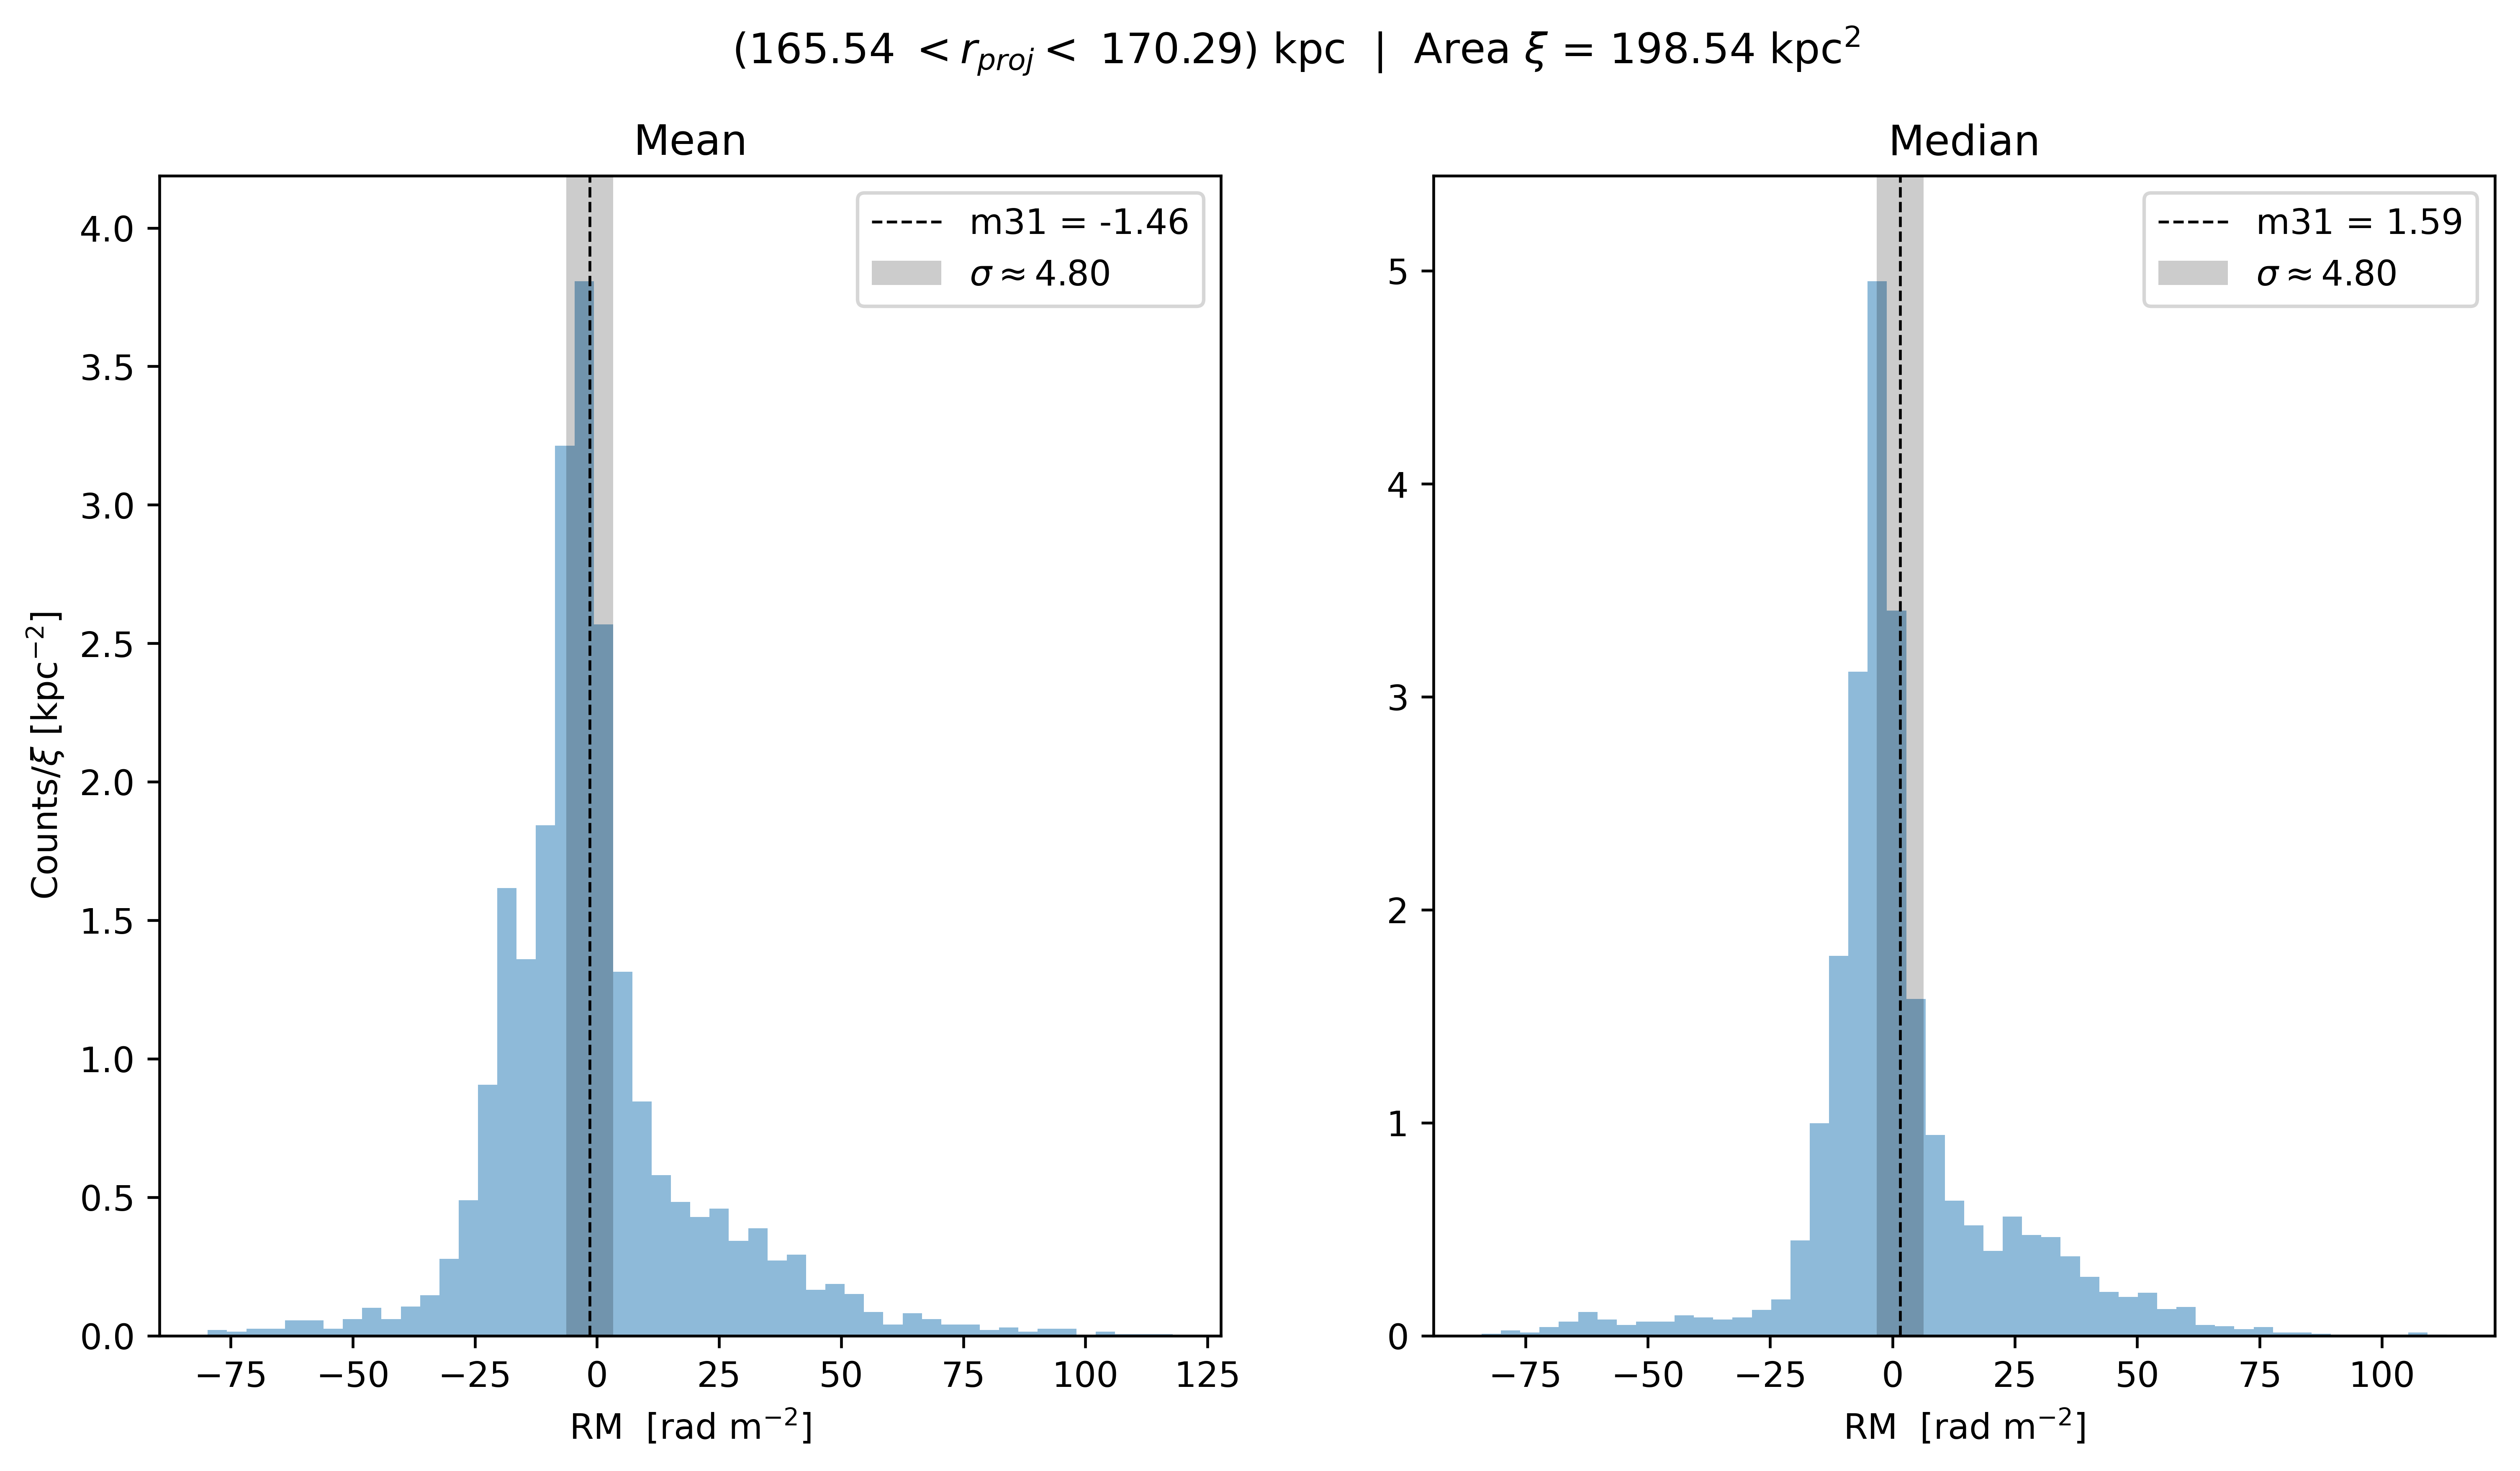 (165.54 < r_proj < 170.29) kpc | Area ξ = 198.54 kpc²
Mean
m31 = -1.46
σ ≈ 4.80
4.0
3.5
3.0
2.5
2.0
1.5
1.0
0.5
0.0
Counts/ξ [kpc⁻²]
−75 −50 −25 0 25 50 75 100 125
RM [rad m⁻²]
Median
m31 = 1.59
σ ≈ 4.80
5
4
3
2
1
0
−75 −50 −25 0 25 50 75 100
RM [rad m⁻²]